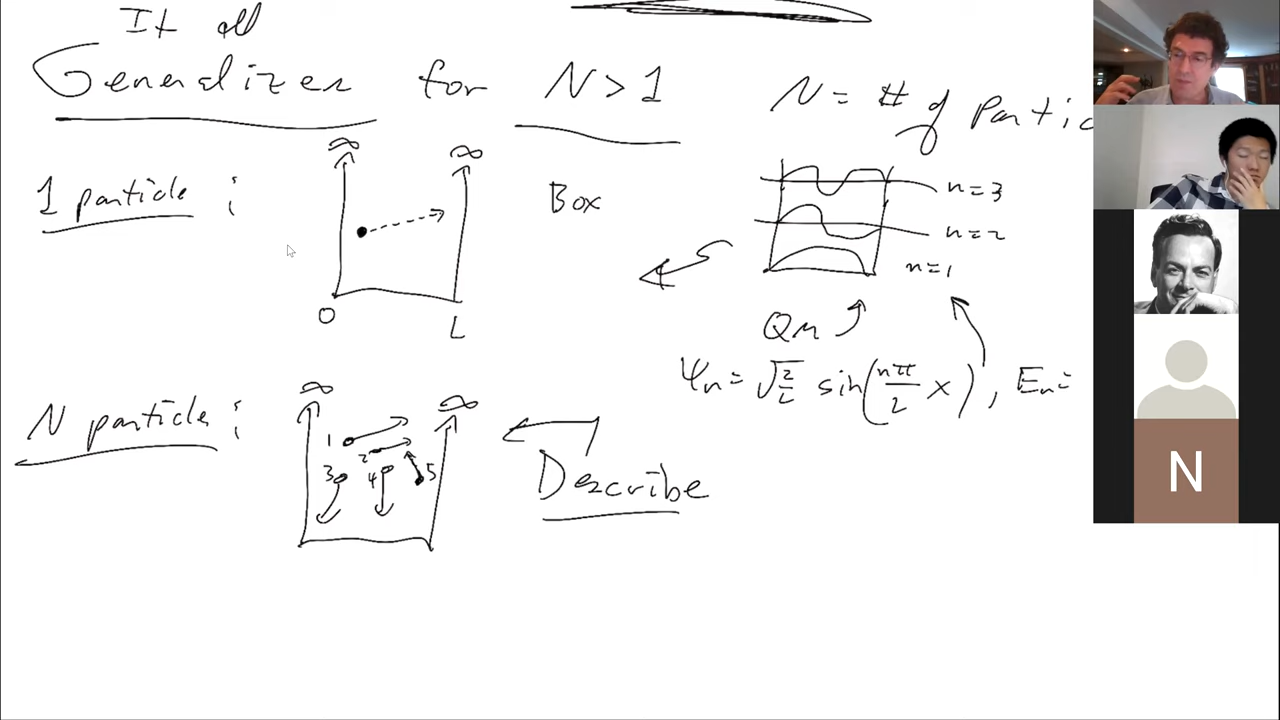 It all
Generalizes for N > 1
N = # of partic
1 particle :
∞ ∞
Box
0 L
n = 3
n = 2
n = 1
QM
ψn = √2/L sin(nπ/2 x), En =
N particle :
∞ ∞
1 2 3 4 5
Describe
N